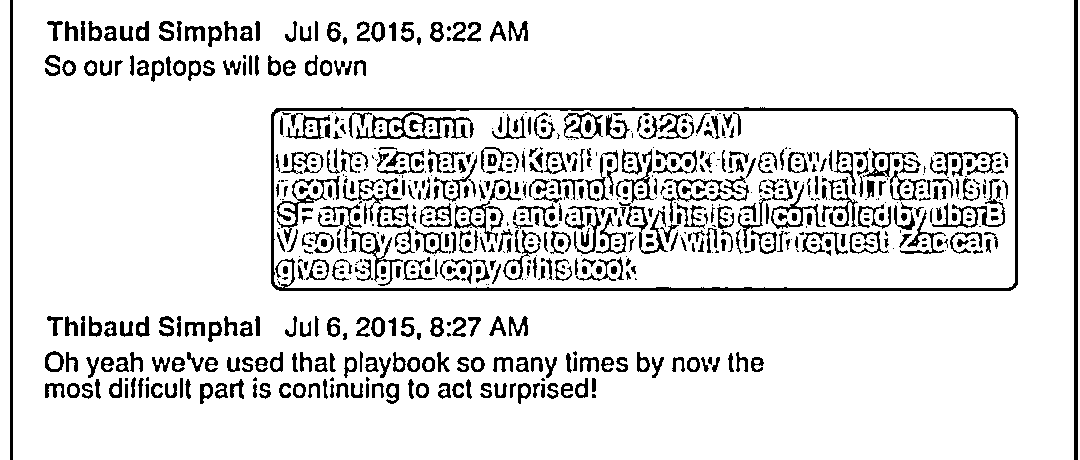 Thibaud Simphal Jul 6, 2015, 8:22 AM
So our laptops will be down
Mark MacGann Jul 6, 2015, 8:26 AM
use the Zachary De Kievit playbook: try a few laptops, appea
r confused when you cannot get access, say that IT team is in
SF and fast asleep, and anyway this is all controlled by uberB
V so they should write to Uber BV with their request. Zac can
give a signed copy of his book
Thibaud Simphal Jul 6, 2015, 8:27 AM
Oh yeah we've used that playbook so many times by now the
most difficult part is continuing to act surprised!